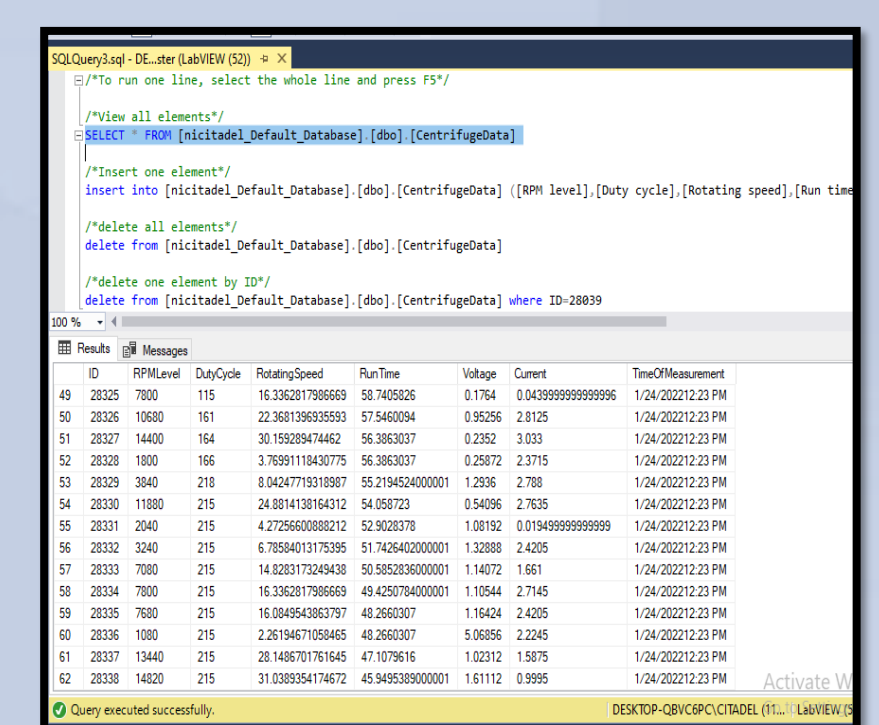 SQLQuery3.sql - DE...ster (LabVIEW (52))
/*To run one line, select the whole line and press F5*/
/*View all elements*/
SELECT * FROM [nicitadel_Default_Database].[dbo].[CentrifugeData]
/*Insert one element*/
insert into [nicitadel_Default_Database].[dbo].[CentrifugeData] ([RPM level],[Duty cycle],[Rotating speed],[Run time
/*delete all elements*/
delete from [nicitadel_Default_Database].[dbo].[CentrifugeData]
/*delete one element by ID*/
delete from [nicitadel_Default_Database].[dbo].[CentrifugeData] where ID=28039
100 %
Results Messages
ID RPMLevel DutyCycle RotatingSpeed RunTime Voltage Current TimeOfMeasurement
49 28325 7800 115 16.3362817986669 58.7405826 0.1764 0.0439999999999996 1/24/202212:23 PM
50 28326 10680 161 22.3681396935593 57.5460094 0.95256 2.8125 1/24/202212:23 PM
51 28327 14400 164 30.159289474462 56.3863037 0.2352 3.033 1/24/202212:23 PM
52 28328 1800 166 3.76991118430775 56.3863037 0.25872 2.3715 1/24/202212:23 PM
53 28329 3840 218 8.04247719318987 55.2194524000001 1.2936 2.788 1/24/202212:23 PM
54 28330 11880 215 24.8814138164312 54.058723 0.54096 2.7635 1/24/202212:23 PM
55 28331 2040 215 4.27256600888212 52.9028378 1.08192 0.019499999999999 1/24/202212:23 PM
56 28332 3240 215 6.78584013175395 51.7426402000001 1.32888 2.4205 1/24/202212:23 PM
57 28333 7080 215 14.8283173249438 50.5852836000001 1.14072 1.661 1/24/202212:23 PM
58 28334 7800 215 16.3362817986669 49.4250784000001 1.10544 2.7145 1/24/202212:23 PM
59 28335 7680 215 16.0849543863797 48.2660307 1.16424 2.4205 1/24/202212:23 PM
60 28336 1080 215 2.26194671058465 48.2660307 5.06856 2.2245 1/24/202212:23 PM
61 28337 13440 215 28.1486701761645 47.1079616 1.02312 1.5875 1/24/202212:23 PM
62 28338 14820 215 31.0389354174672 45.9495389000001 1.61112 0.9995 1/24/202212:23 PM
Activate W
Query executed successfully. DESKTOP-QBVC6PC\CITADEL (11... LabVIEW (5